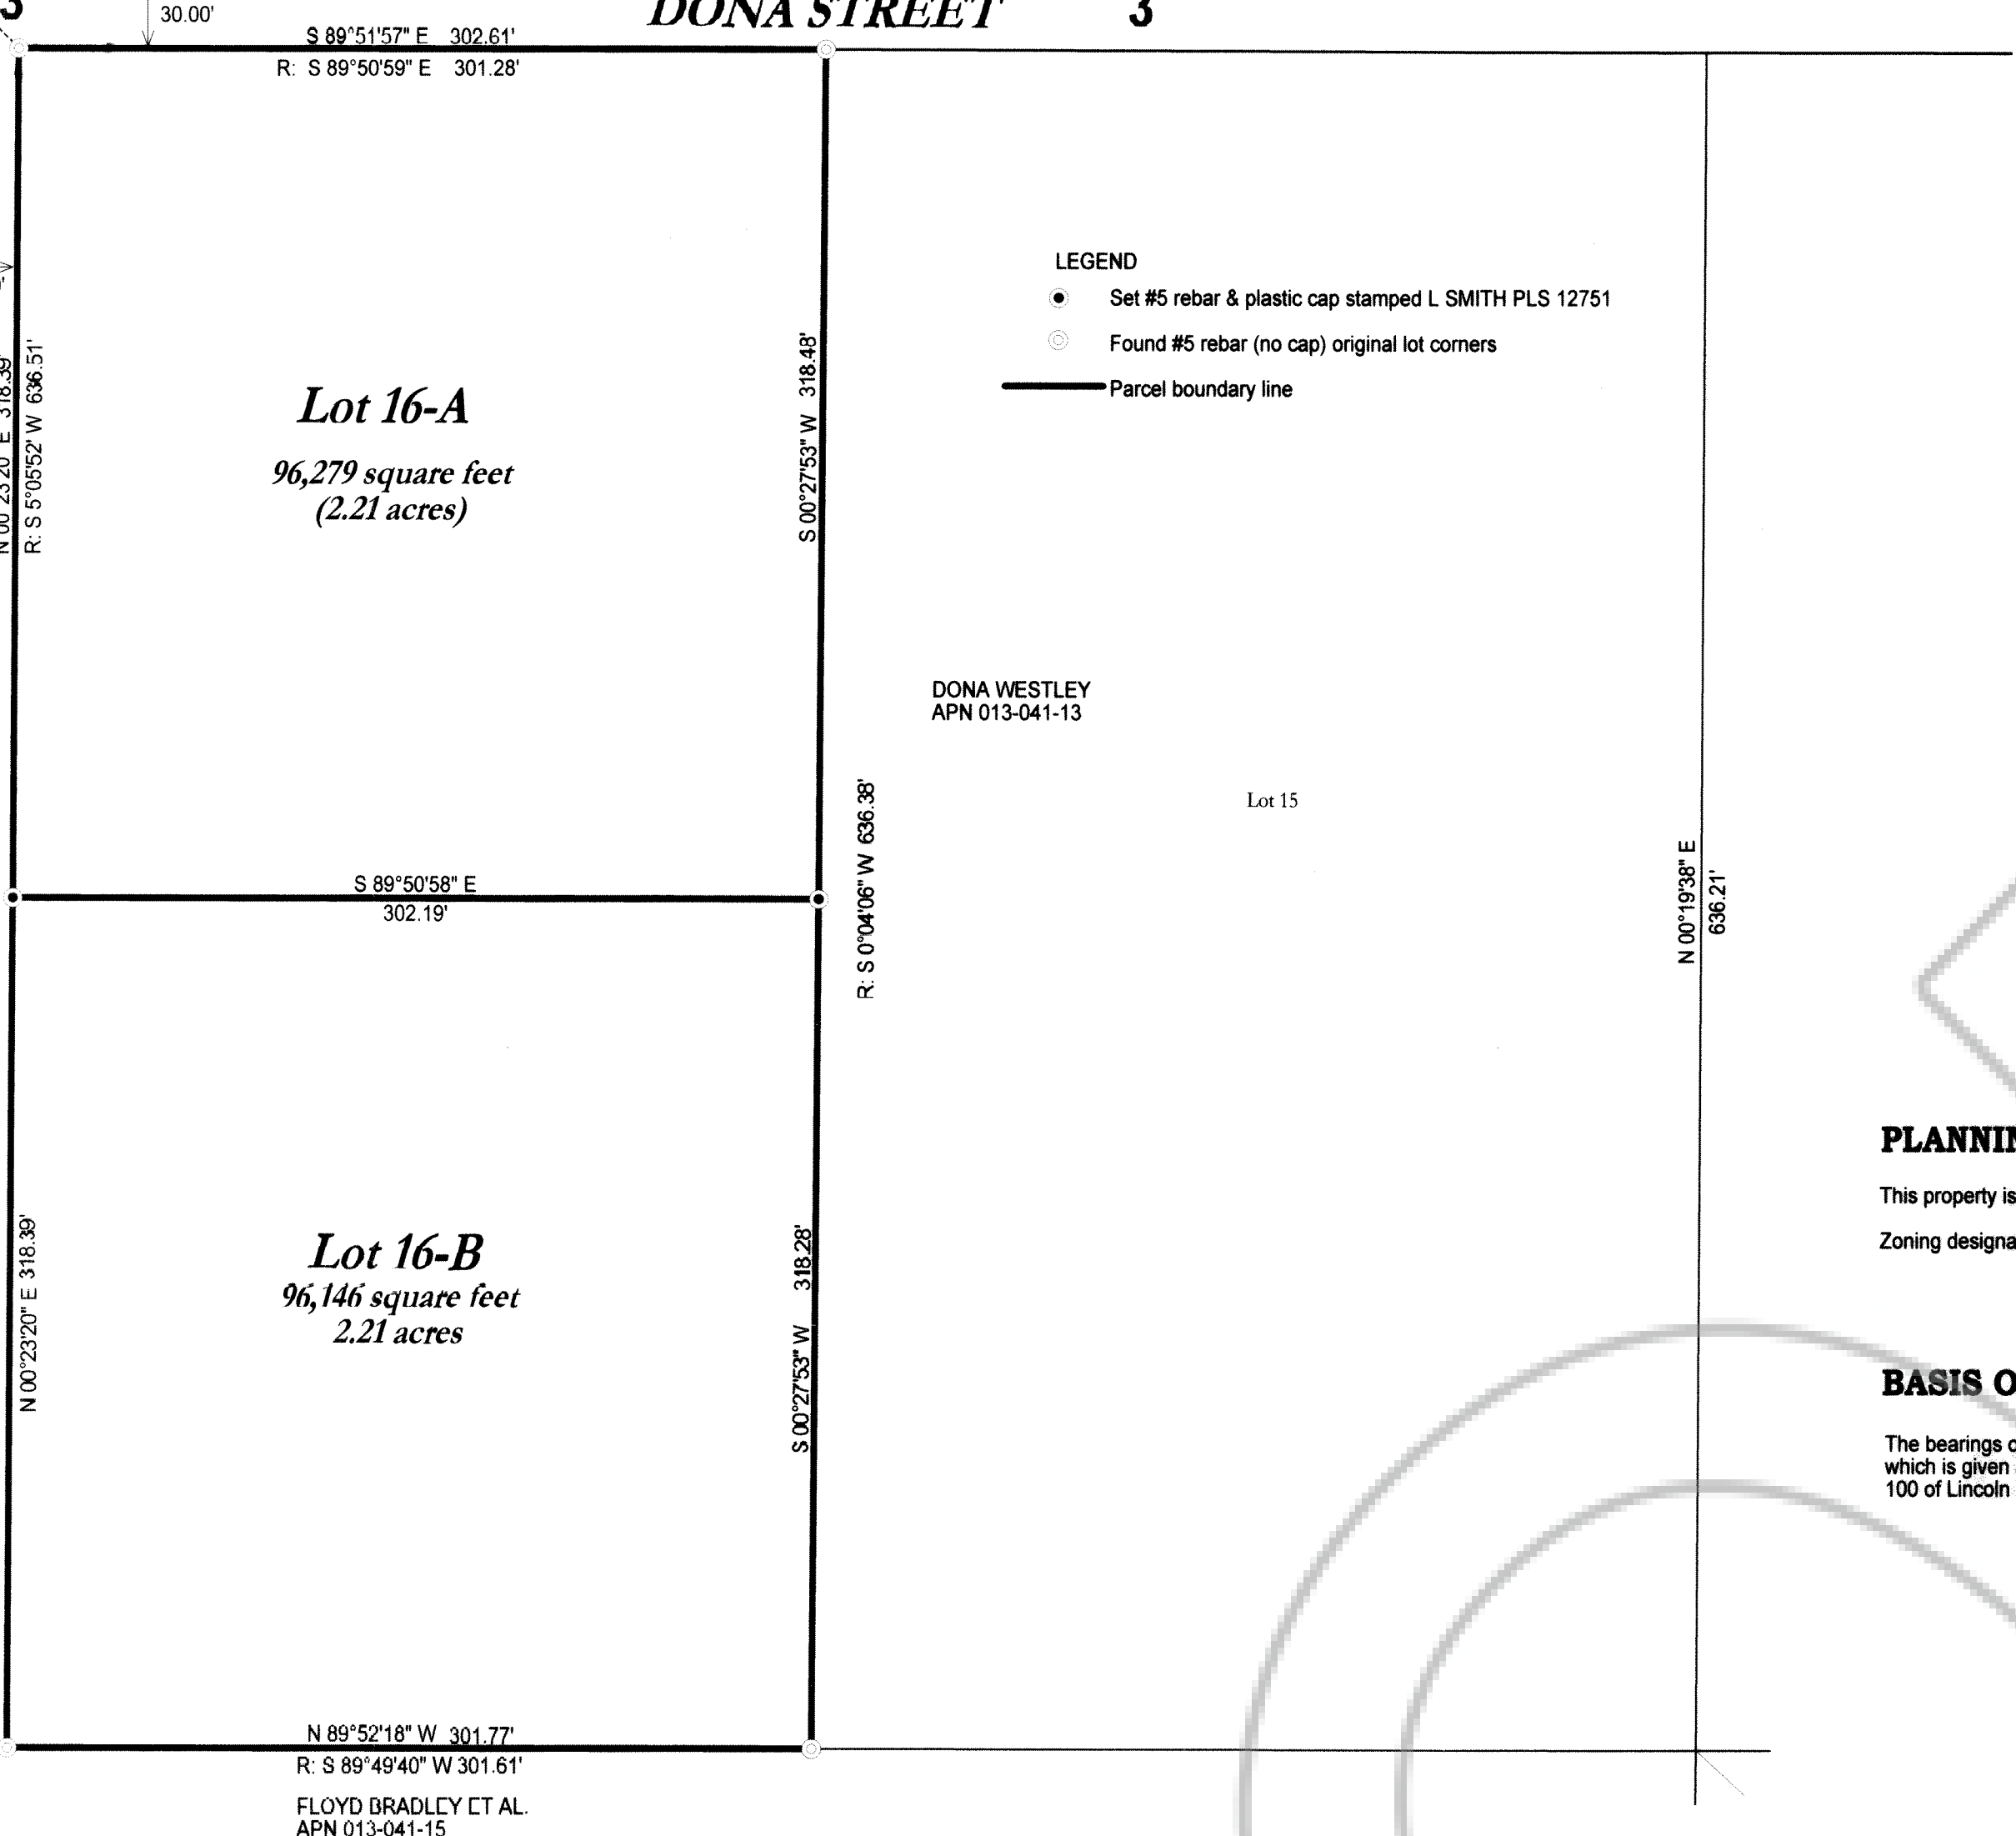 3
30.00'
DONA STREET
3
S 89°51'57" E 302.61'
R: S 89°50'59" E 301.28'
N 00°23'20" E 318.39'
R: S 5°05'52' W 636.51'
Lot 16-A
96,279 square feet
(2.21 acres)
S 00°27'53" W 318.48'
LEGEND
Set #5 rebar & plastic cap stamped L SMITH PLS 12751
Found #5 rebar (no cap) original lot corners
Parcel boundary line
DONA WESTLEY
APN 013-041-13
Lot 15
R: S 0°04'06" W 636.38'
N 00°19'38" E
636.21'
S 89°50'58" E
302.19'
Lot 16-B
96,146 square feet
2.21 acres
N 00°23'20" E 318.39'
S 00°27'53" W 318.28'
PLANNIN
This property is
Zoning designa
BASIS O
The bearings o
which is given
100 of Lincoln
N 89°52'18" W 301.77'
R: S 89°49'40" W 301.61'
FLOYD BRADLEY ET AL.
APN 013-041-15